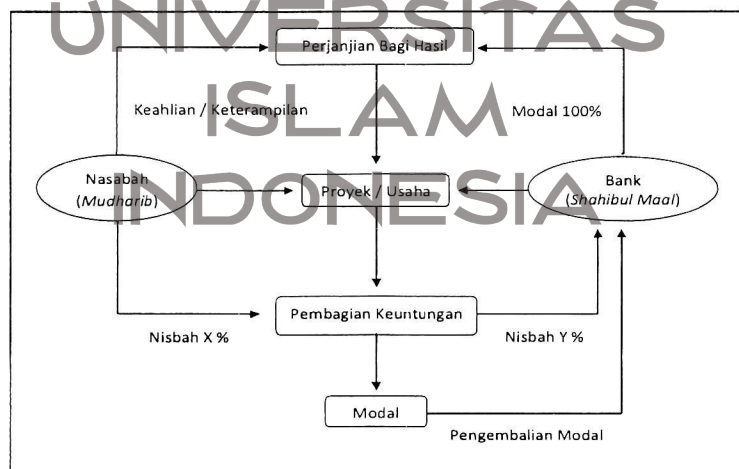 UNIVERSITAS
Perjanjian Bagi Hasil
Keahlian / Keterampilan
ISLAM
Modal 100%
Nasabah
(Mudharib)
Proyek / Usaha
Bank
(Shahibul Maal)
INDONESIA
Pembagian Keuntungan
Nisbah X %
Nisbah Y %
Modal
Pengembalian Modal